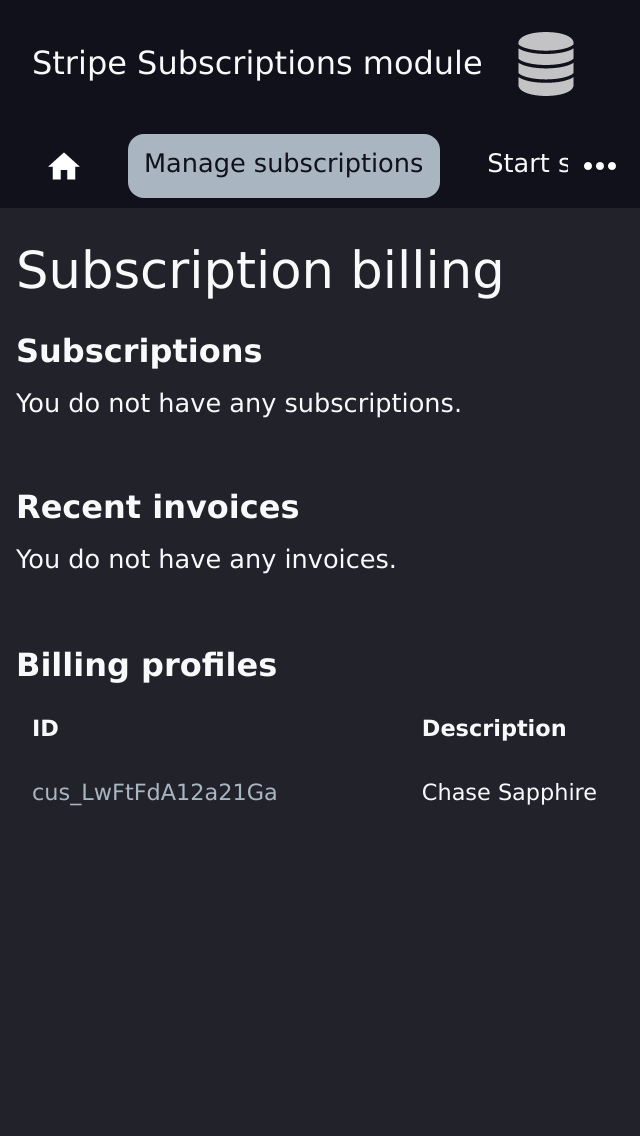 Stripe Subscriptions module
Manage subscriptions Start s
Subscription billing
Subscriptions
You do not have any subscriptions.
Recent invoices
You do not have any invoices.
Billing profiles
ID Description
cus_LwFtFdA12a21Ga Chase Sapphire